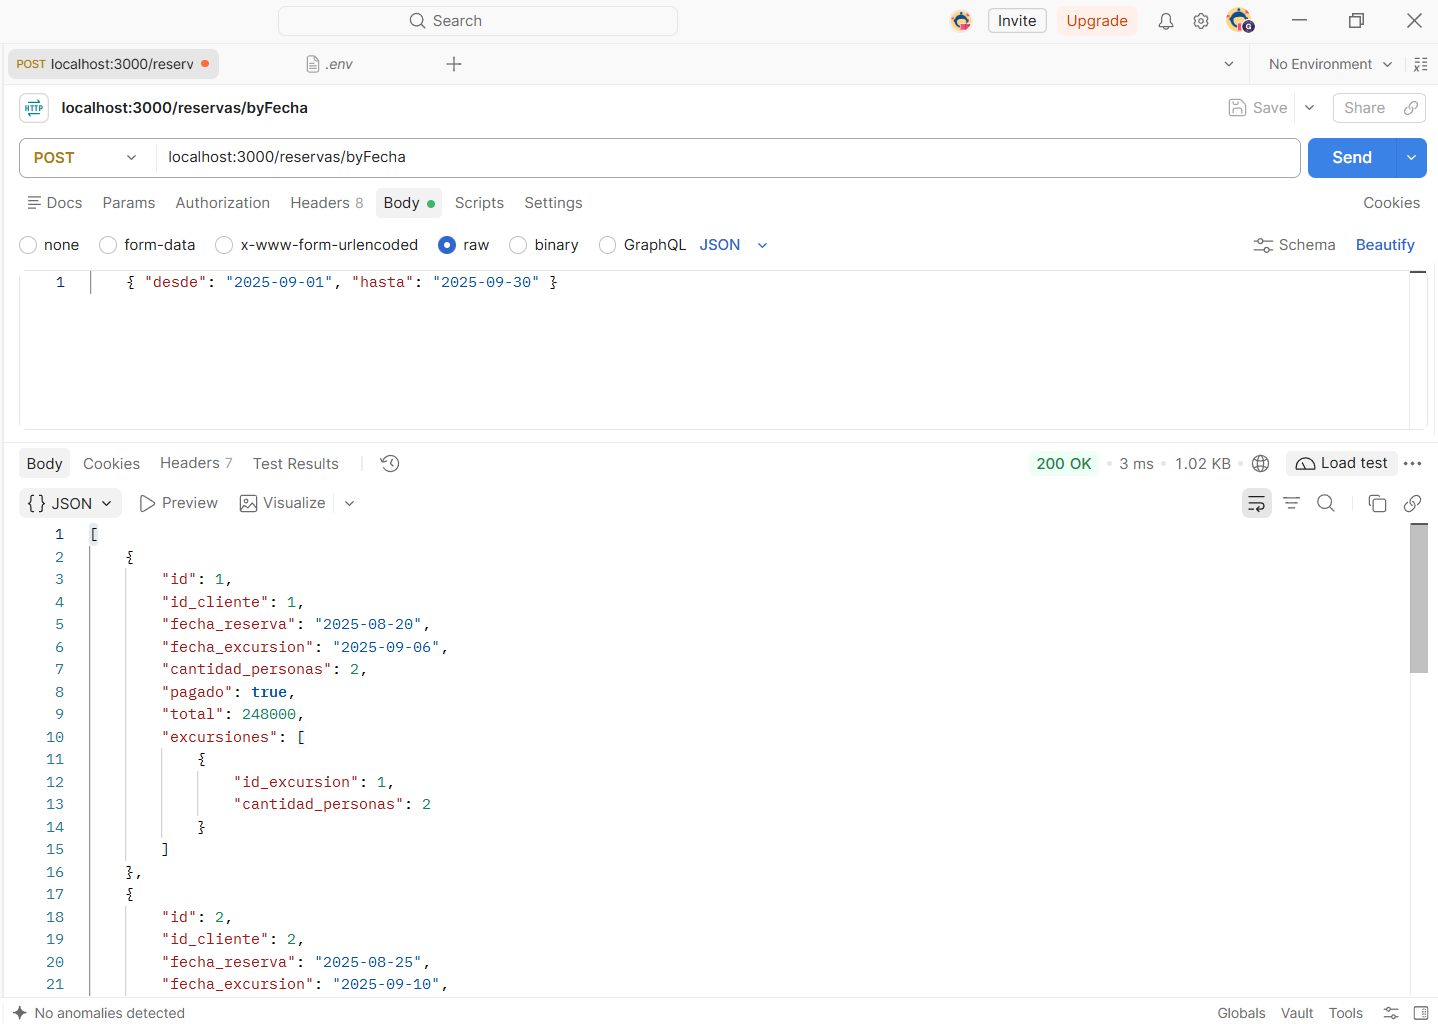 Search
Invite
Upgrade
G
POST localhost:3000/reserv
.env
No Environment
HTTP localhost:3000/reservas/byFecha
Save
Share
POST
localhost:3000/reservas/byFecha
Send
Docs
Params
Authorization
Headers 8
Body
Scripts
Settings
Cookies
none
form-data
x-www-form-urlencoded
raw
binary
GraphQL
JSON
Schema
Beautify
1 { "desde": "2025-09-01", "hasta": "2025-09-30" }
Body
Cookies
Headers 7
Test Results
200 OK
3 ms
1.02 KB
Load test
{} JSON
Preview
Visualize
1 [
2 {
3 "id": 1,
4 "id_cliente": 1,
5 "fecha_reserva": "2025-08-20",
6 "fecha_excursion": "2025-09-06",
7 "cantidad_personas": 2,
8 "pagado": true,
9 "total": 248000,
10 "excursiones": [
11 {
12 "id_excursion": 1,
13 "cantidad_personas": 2
14 }
15 ]
16 },
17 {
18 "id": 2,
19 "id_cliente": 2,
20 "fecha_reserva": "2025-08-25",
21 "fecha_excursion": "2025-09-10",
No anomalies detected
Globals
Vault
Tools